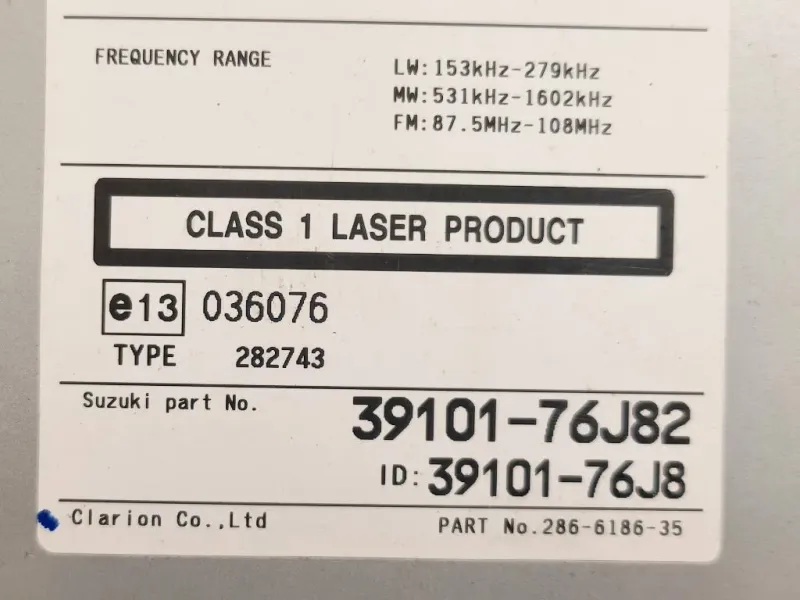 FREQUENCY RANGE
LW:153kHz-279kHz
MW:531kHz-1602kHz
FM:87.5MHz-108MHz
CLASS 1 LASER PRODUCT
e13 036076
TYPE 282743
Suzuki part No. 39101-76J82
ID:39101-76J8
Clarion Co.,Ltd PART No.286-6186-35